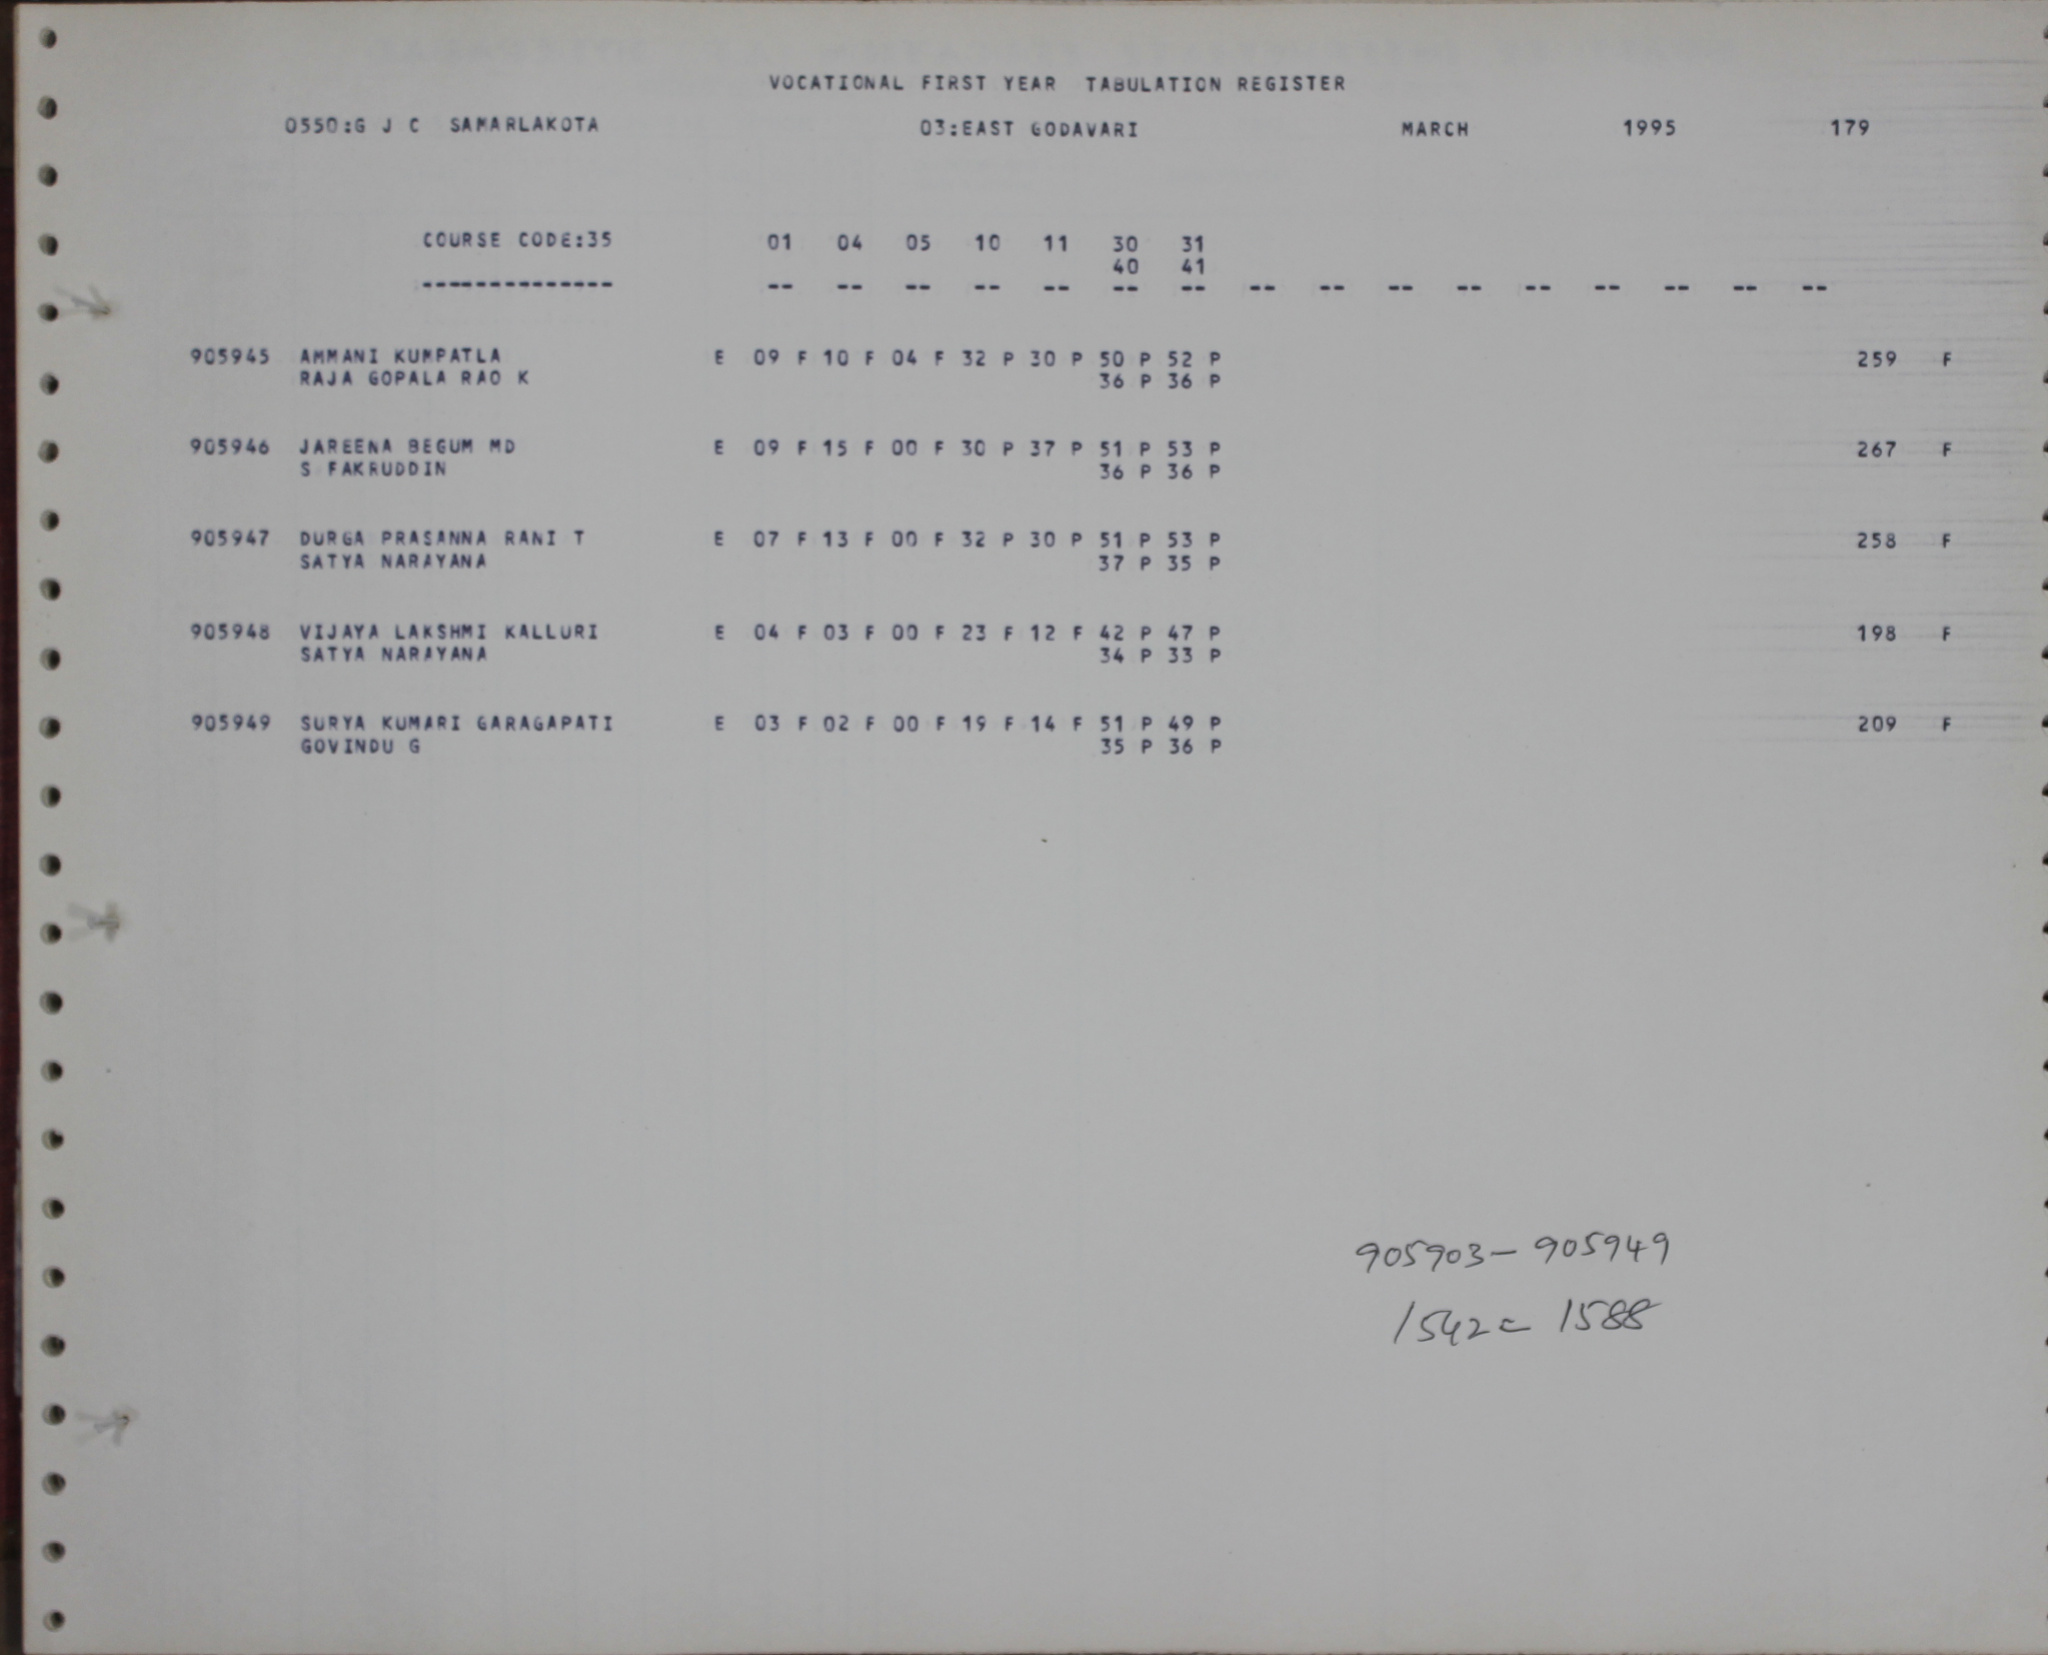 VOCATIONAL FIRST YEAR TABULATION REGISTER
0550:G J C SAMARLAKOTA 03:EAST GODAVARI MARCH 1995 179
COURSE CODE:35 01 04 05 10 11 30 31
40 41
-------------- -- -- -- -- -- -- -- -- -- -- -- -- -- -- -- --
905945 AMMANI KUMPATLA E 09 F 10 F 04 F 32 P 30 P 50 P 52 P 259 F
RAJA GOPALA RAO K 36 P 36 P
905946 JAREENA BEGUM MD E 09 F 15 F 00 F 30 P 37 P 51 P 53 P 267 F
S FAKRUDDIN 36 P 36 P
905947 DURGA PRASANNA RANI T E 07 F 13 F 00 F 32 P 30 P 51 P 53 P 258 F
SATYA NARAYANA 37 P 35 P
905948 VIJAYA LAKSHMI KALLURI E 04 F 03 F 00 F 23 F 12 F 42 P 47 P 198 F
SATYA NARAYANA 34 P 33 P
905949 SURYA KUMARI GARAGAPATI E 03 F 02 F 00 F 19 F 14 F 51 P 49 P 209 F
GOVINDU G 35 P 36 P
905903 - 905949
1542 = 1588